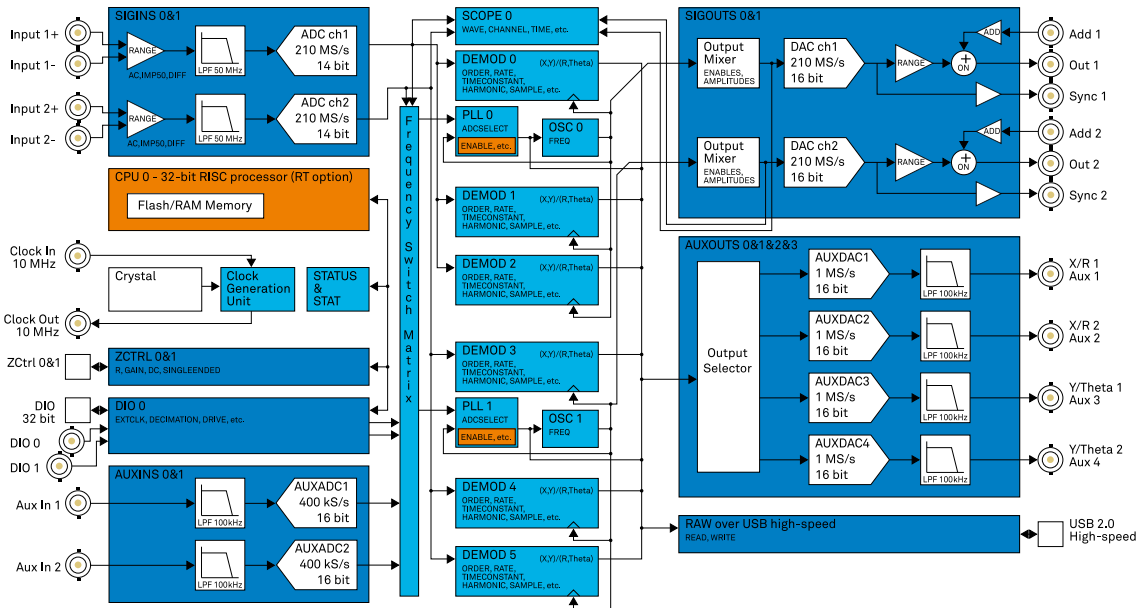 SIGINS 0&1
Input 1+
Input 1-
RANGE
AC,IMP50,DIFF
LPF 50 MHz
ADC ch1
210 MS/s
14 bit
Input 2+
Input 2-
RANGE
AC,IMP50,DIFF
LPF 50 MHz
ADC ch2
210 MS/s
14 bit
CPU 0 - 32-bit RISC processor (RT option)
Flash/RAM Memory
Clock In
10 MHz
Crystal
Clock
Generation
Unit
STATUS
&
STAT
Clock Out
10 MHz
ZCtrl 0&1
ZCTRL 0&1
R, GAIN, DC, SINGLEENDED
DIO
32 bit
DIO 0
EXTCLK, DECIMATION, DRIVE, etc.
DIO 0
DIO 1
AUXINS 0&1
Aux In 1
LPF 100kHz
AUXADC1
400 kS/s
16 bit
Aux In 2
LPF 100kHz
AUXADC2
400 kS/s
16 bit
Frequency Switch Matrix
SCOPE 0
WAVE, CHANNEL, TIME, etc.
DEMOD 0 (X,Y)/(R,Theta)
ORDER, RATE,
TIMECONSTANT,
HARMONIC, SAMPLE, etc.
PLL 0
ADCSELECT
ENABLE, etc.
OSC 0
FREQ
DEMOD 1 (X,Y)/(R,Theta)
ORDER, RATE,
TIMECONSTANT,
HARMONIC, SAMPLE, etc.
DEMOD 2 (X,Y)/(R,Theta)
ORDER, RATE,
TIMECONSTANT,
HARMONIC, SAMPLE, etc.
DEMOD 3 (X,Y)/(R,Theta)
ORDER, RATE,
TIMECONSTANT,
HARMONIC, SAMPLE, etc.
PLL 1
ADCSELECT
ENABLE, etc.
OSC 1
FREQ
DEMOD 4 (X,Y)/(R,Theta)
ORDER, RATE,
TIMECONSTANT,
HARMONIC, SAMPLE, etc.
DEMOD 5 (X,Y)/(R,Theta)
ORDER, RATE,
TIMECONSTANT,
HARMONIC, SAMPLE, etc.
SIGOUTS 0&1
Output
Mixer
ENABLES,
AMPLITUDES
DAC ch1
210 MS/s
16 bit
RANGE
ADD
+
ON
Add 1
Out 1
Sync 1
Output
Mixer
ENABLES,
AMPLITUDES
DAC ch2
210 MS/s
16 bit
RANGE
ADD
+
ON
Add 2
Out 2
Sync 2
AUXOUTS 0&1&2&3
Output
Selector
AUXDAC1
1 MS/s
16 bit
LPF 100kHz
X/R 1
Aux 1
AUXDAC2
1 MS/s
16 bit
LPF 100kHz
X/R 2
Aux 2
AUXDAC3
1 MS/s
16 bit
LPF 100kHz
Y/Theta 1
Aux 3
AUXDAC4
1 MS/s
16 bit
LPF 100kHz
Y/Theta 2
Aux 4
RAW over USB high-speed
READ, WRITE
USB 2.0
High-speed